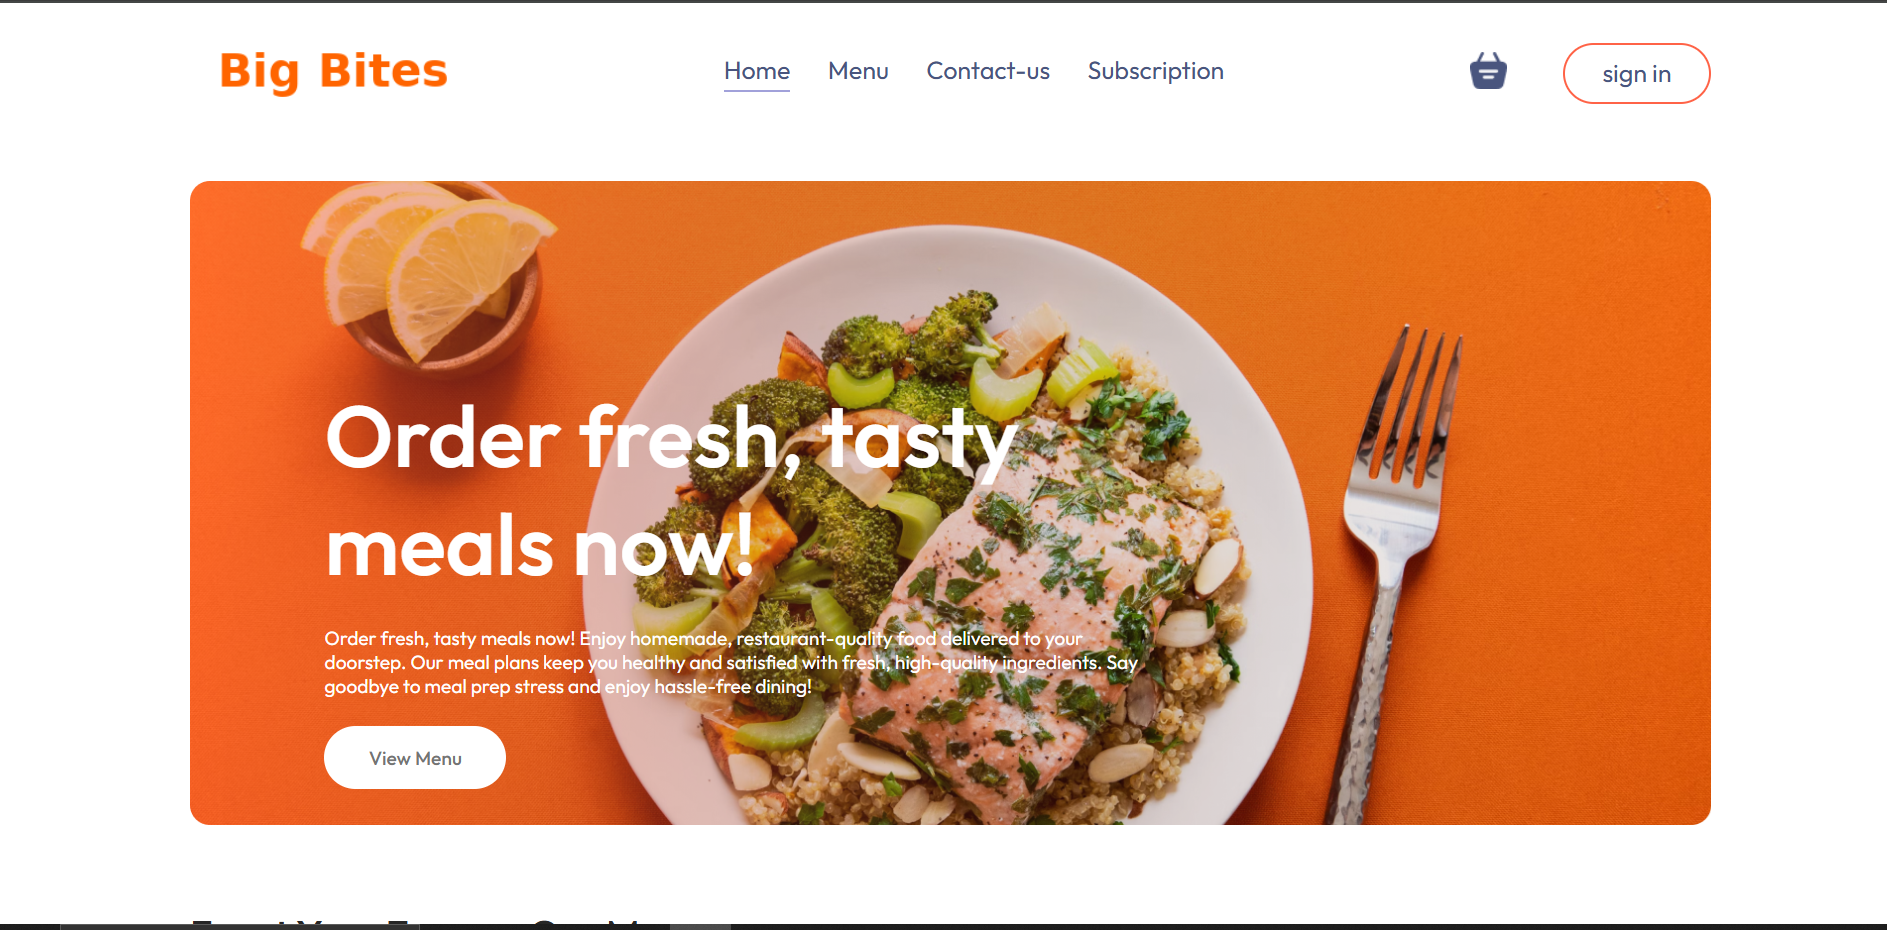 Big Bites
Home Menu Contact-us Subscription
sign in
Order fresh, tasty
meals now!
Order fresh, tasty meals now! Enjoy homemade, restaurant-quality food delivered to your
doorstep. Our meal plans keep you healthy and satisfied with fresh, high-quality ingredients. Say
goodbye to meal prep stress and enjoy hassle-free dining!
View Menu